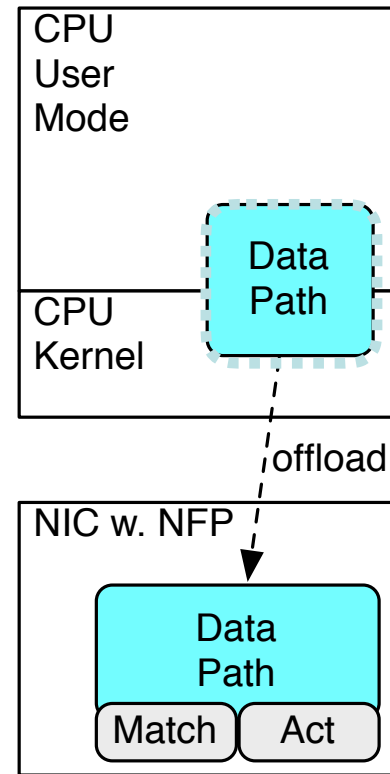 CPU
User
Mode
Data
Path
CPU
Kernel
offload
NIC w. NFP
Data
Path
Match
Act